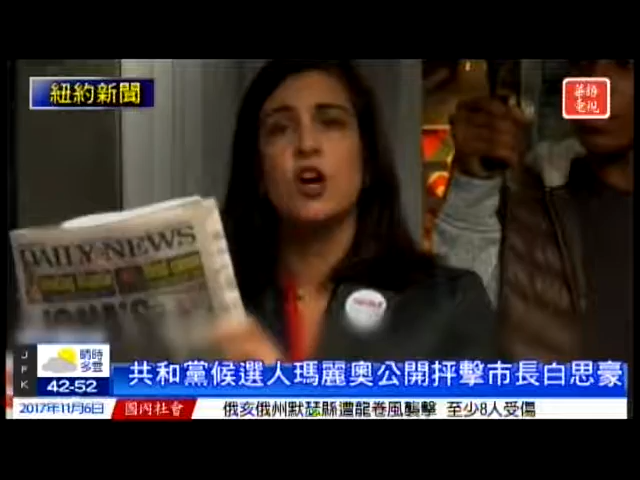 紐約新聞
華語
電視
DAILY NEWS
JFK
晴時
多雲
42-52
共和黨候選人瑪麗奧公開抨擊市長白思豪
2017年11月6日
國內社會
俄亥俄州默瑟縣遭龍卷風襲擊 至少8人受傷